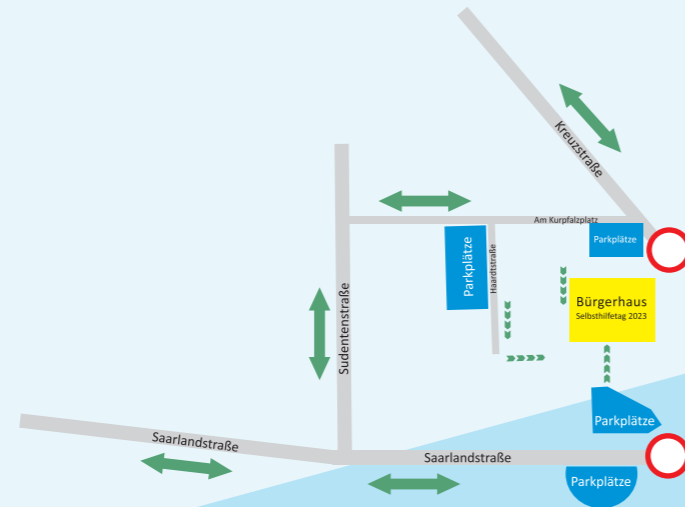 Kreuzstraße
Am Kurpfalzplatz
Parkplätze
Parkplätze
Haardtstraße
Bürgerhaus
Selbsthilfetag 2023
Sudentenstraße
Parkplätze
Saarlandstraße
Saarlandstraße
Parkplätze